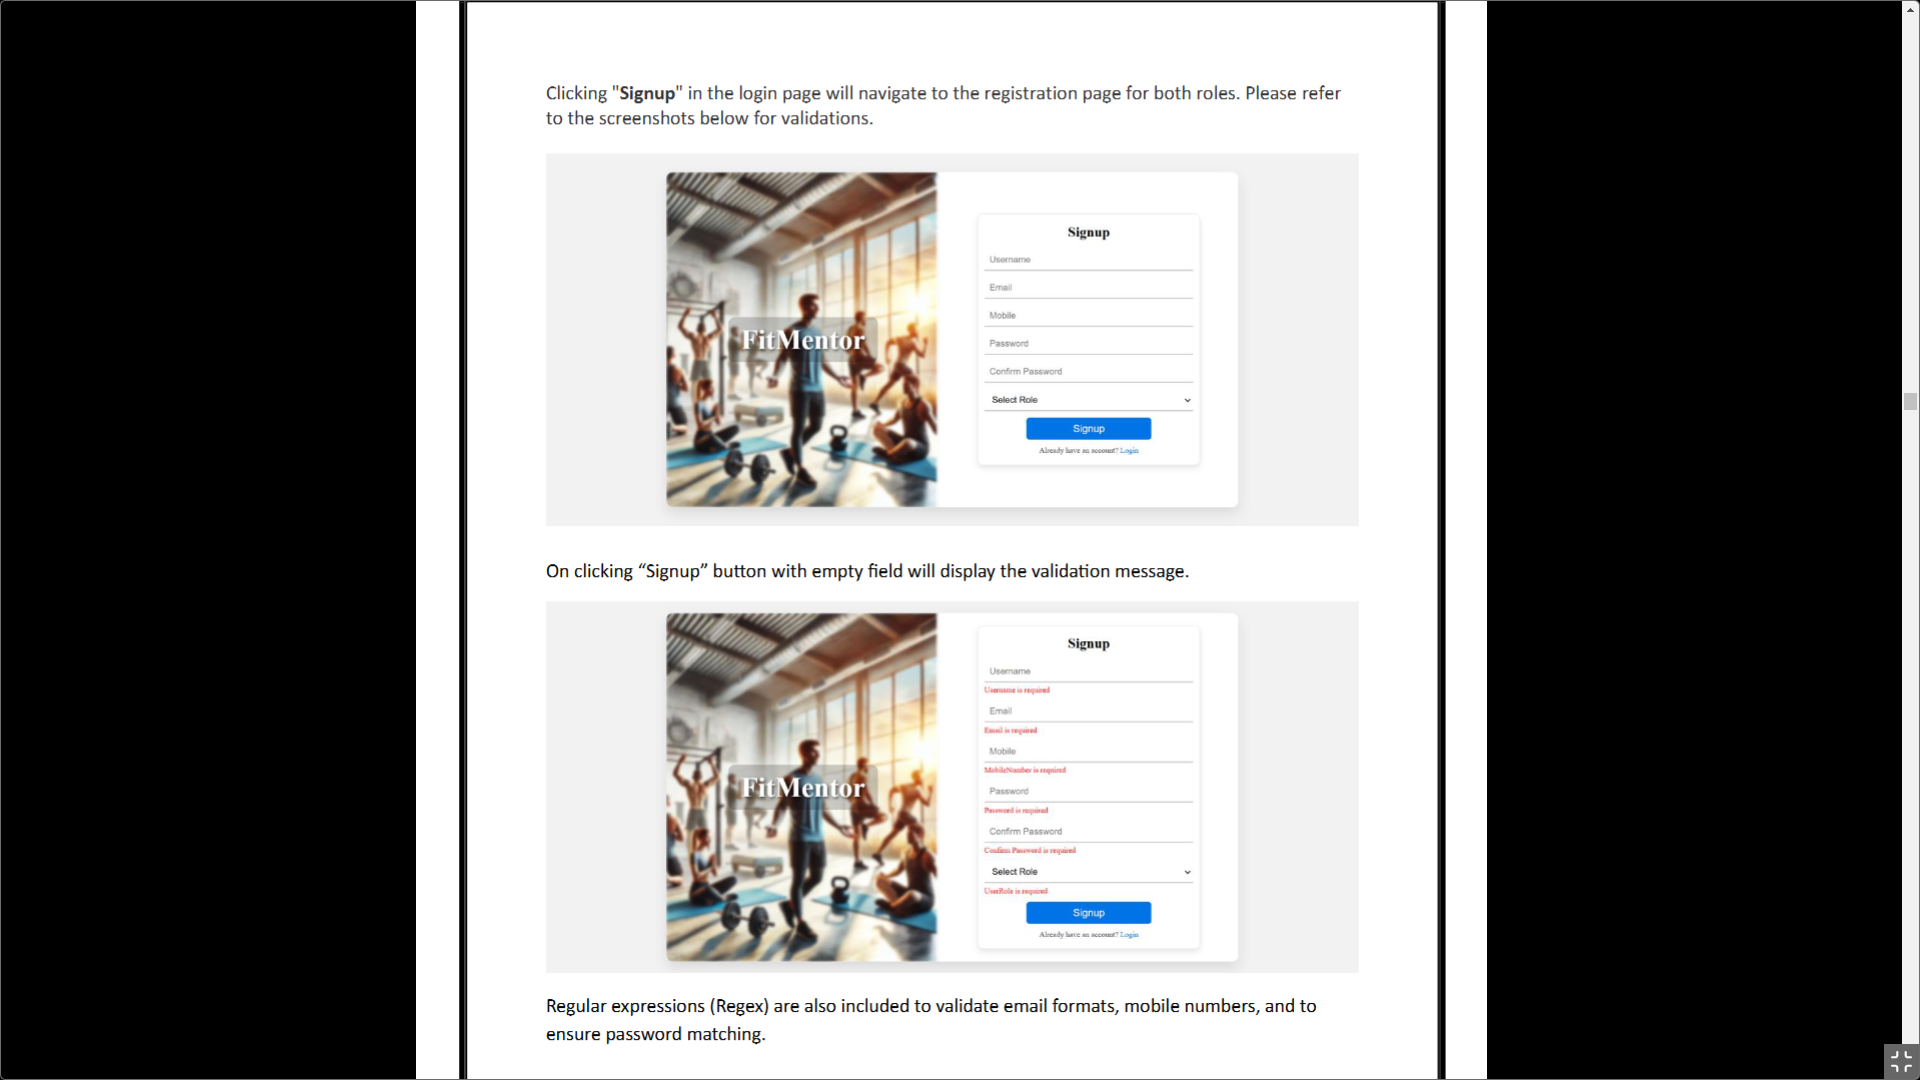 Clicking "Signup" in the login page will navigate to the registration page for both roles. Please refer
to the screenshots below for validations.
FitMentor
Signup
Username
Email
Mobile
Password
Confirm Password
Select Role
Signup
Already have an account? Login
On clicking “Signup” button with empty field will display the validation message.
FitMentor
Signup
Username
Username is required
Email
Email is required
Mobile
MobileNumber is required
Password
Password is required
Confirm Password
Confirm Password is required
Select Role
UserRole is required
Signup
Already have an account? Login
Regular expressions (Regex) are also included to validate email formats, mobile numbers, and to
ensure password matching.